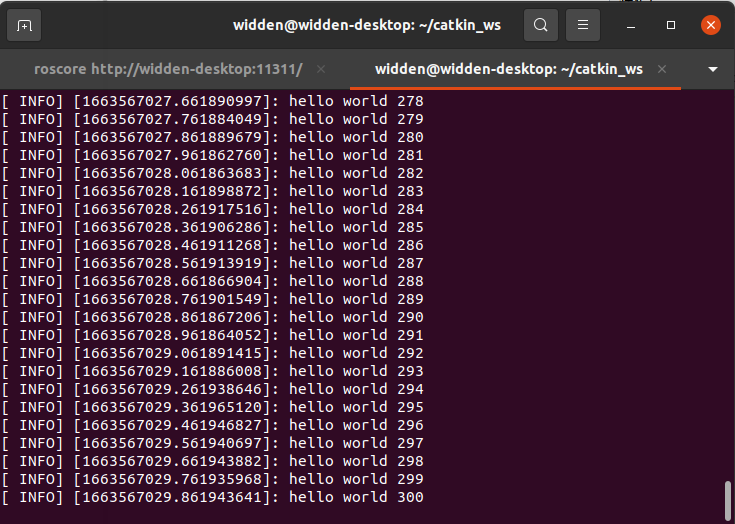 widden@widden-desktop: ~/catkin_ws
roscore http://widden-desktop:11311/
widden@widden-desktop: ~/catkin_ws
[ INFO] [1663567027.661890997]: hello world 278
[ INFO] [1663567027.761884049]: hello world 279
[ INFO] [1663567027.861889679]: hello world 280
[ INFO] [1663567027.961862760]: hello world 281
[ INFO] [1663567028.061863683]: hello world 282
[ INFO] [1663567028.161898872]: hello world 283
[ INFO] [1663567028.261917516]: hello world 284
[ INFO] [1663567028.361906286]: hello world 285
[ INFO] [1663567028.461911268]: hello world 286
[ INFO] [1663567028.561913919]: hello world 287
[ INFO] [1663567028.661866904]: hello world 288
[ INFO] [1663567028.761901549]: hello world 289
[ INFO] [1663567028.861867206]: hello world 290
[ INFO] [1663567028.961864052]: hello world 291
[ INFO] [1663567029.061891415]: hello world 292
[ INFO] [1663567029.161886008]: hello world 293
[ INFO] [1663567029.261938646]: hello world 294
[ INFO] [1663567029.361965120]: hello world 295
[ INFO] [1663567029.461946827]: hello world 296
[ INFO] [1663567029.561940697]: hello world 297
[ INFO] [1663567029.661943882]: hello world 298
[ INFO] [1663567029.761935968]: hello world 299
[ INFO] [1663567029.861943641]: hello world 300